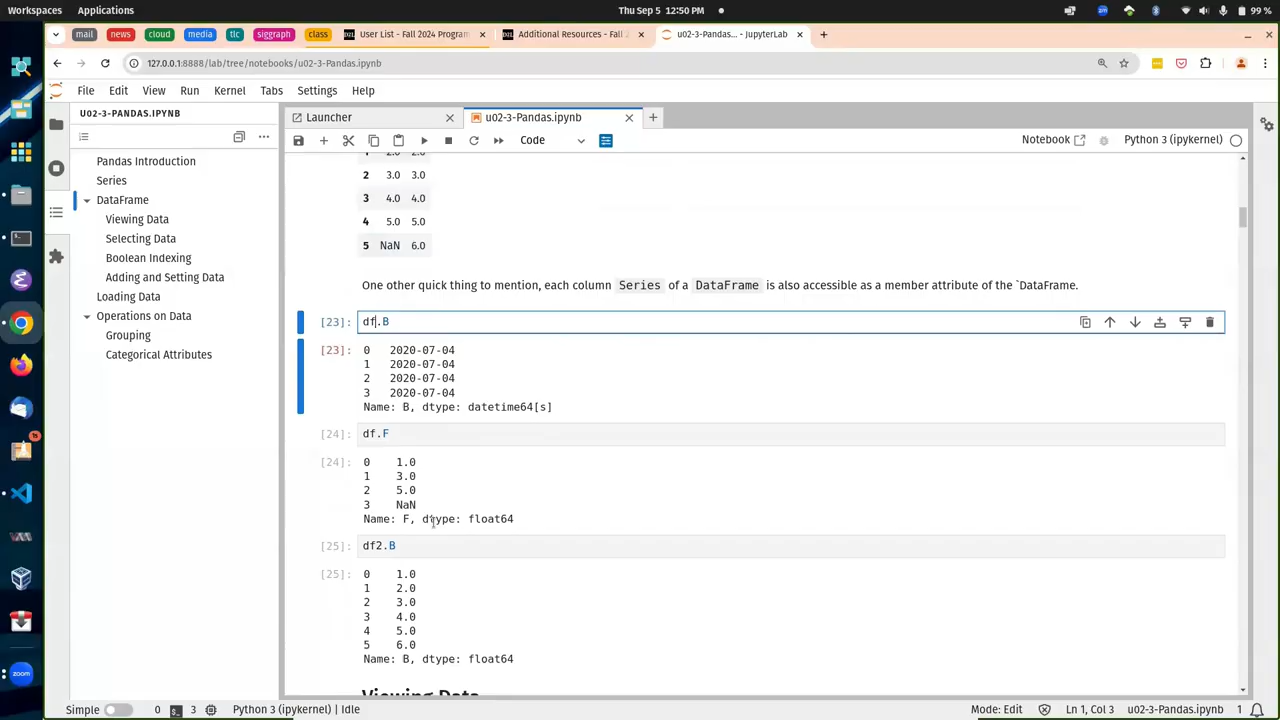 Workspaces Applications Thu Sep 5 12:50 PM 99 %
mail news cloud media tlc siggraph class User List - Fall 2024 Program Additional Resources - Fall 2 u02-3-Pandas... - JupyterLab
127.0.0.1:8888/lab/tree/notebooks/u02-3-Pandas.ipynb
File Edit View Run Kernel Tabs Settings Help
U02-3-PANDAS.IPYNB
Launcher
u02-3-Pandas.ipynb
Code
Notebook
Python 3 (ipykernel)
Pandas Introduction
Series
DataFrame
Viewing Data
Selecting Data
Boolean Indexing
Adding and Setting Data
Loading Data
Operations on Data
Grouping
Categorical Attributes
1 2.0 2.0
2 3.0 3.0
3 4.0 4.0
4 5.0 5.0
5 NaN 6.0
One other quick thing to mention, each column Series of a DataFrame is also accessible as a member attribute of the `DataFrame.
[23]: df.B
[23]: 0 2020-07-04
1 2020-07-04
2 2020-07-04
3 2020-07-04
Name: B, dtype: datetime64[s]
[24]: df.F
[24]: 0 1.0
1 3.0
2 5.0
3 NaN
Name: F, dtype: float64
[25]: df2.B
[25]: 0 1.0
1 2.0
2 3.0
3 4.0
4 5.0
5 6.0
Name: B, dtype: float64
Viewing Data
zoom
Simple 0 3 Python 3 (ipykernel) | Idle Mode: Edit Ln 1, Col 3 u02-3-Pandas.ipynb 1